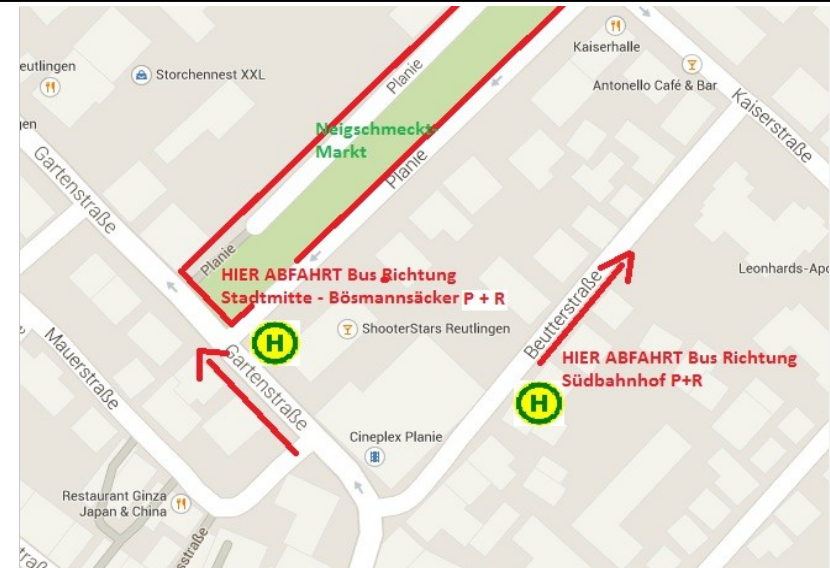 Kaiserhalle
eutlingen
Storchennest XXL
Planie
Antonello Café & Bar
Kaiserstraße
gen
Neigschmeckt-
Markt
Planie
Gartenstraße
Planie
HIER ABFAHRT Bus Richtung
Stadtmitte - Bösmannsäcker P + R
Leonhards-Apo
Beutterstraße
ShooterStars Reutlingen
H
Mauerstraße
Gartenstraße
HIER ABFAHRT Bus Richtung
Südbahnhof P+R
H
Cineplex Planie
Restaurant Ginza
Japan & China
sstraße